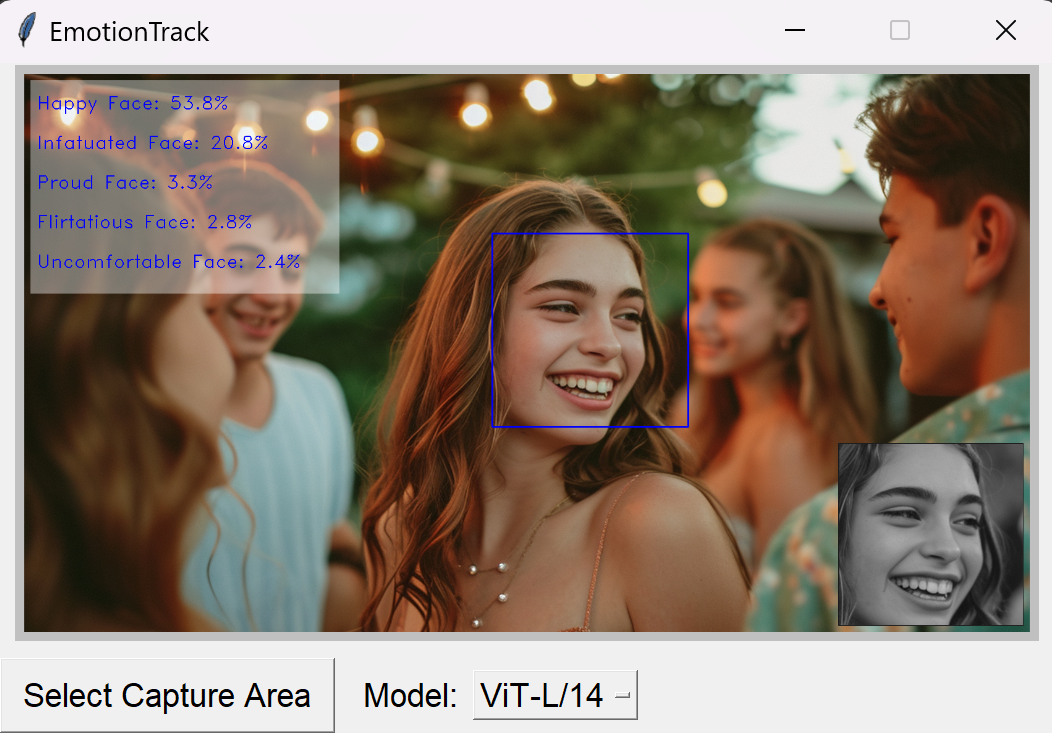 EmotionTrack
Happy Face: 53.8%
Infatuated Face: 20.8%
Proud Face: 3.3%
Flirtatious Face: 2.8%
Uncomfortable Face: 2.4%
Select Capture Area
Model: ViT-L/14